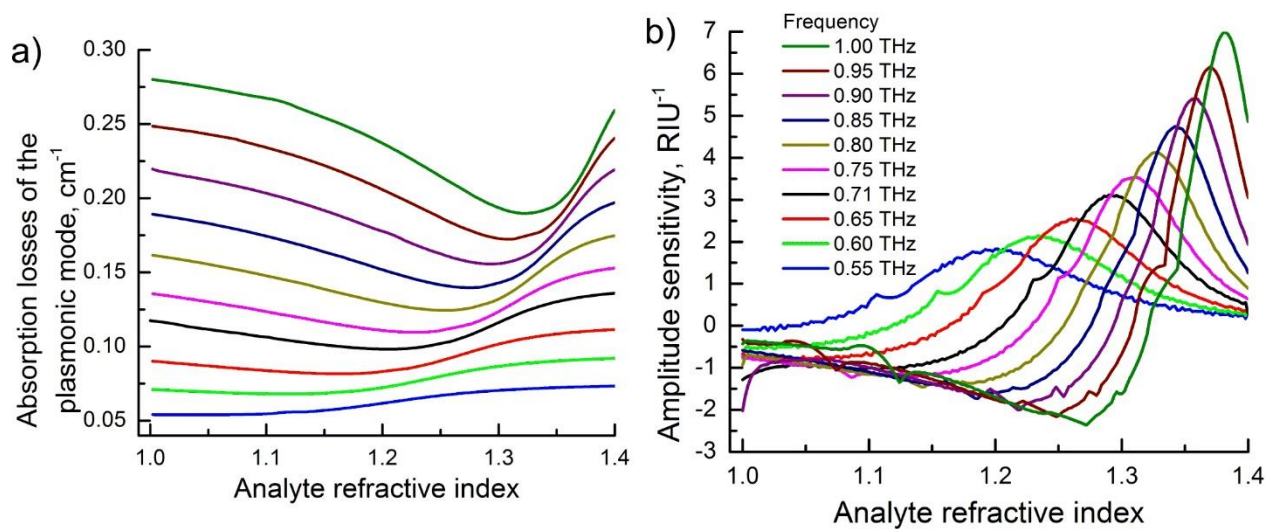 a)
0.30
0.25
0.20
0.15
0.10
0.05
Absorption losses of the
plasmonic mode, cm-1
1.0 1.1 1.2 1.3 1.4
Analyte refractive index
b)
7
6
5
4
3
2
1
0
-1
-2
-3
Amplitude sensitivity, RIU-1
Frequency
1.00 THz
0.95 THz
0.90 THz
0.85 THz
0.80 THz
0.75 THz
0.71 THz
0.65 THz
0.60 THz
0.55 THz
1.0 1.1 1.2 1.3 1.4
Analyte refractive index